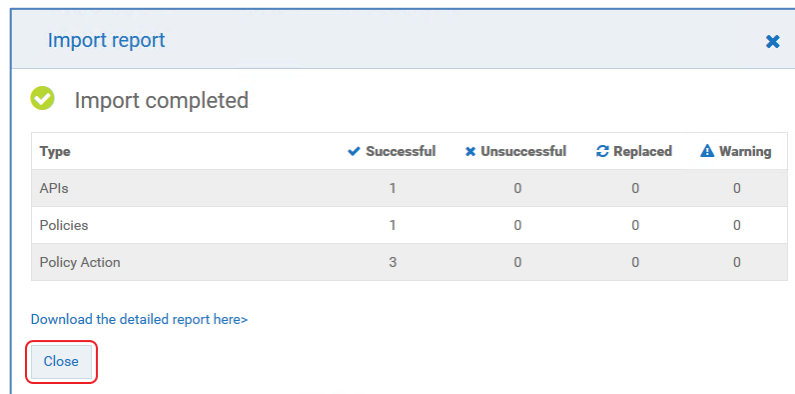 Import report
Import completed
Type Successful Unsuccessful Replaced Warning
APIs 1 0 0 0
Policies 1 0 0 0
Policy Action 3 0 0 0
Download the detailed report here>
Close